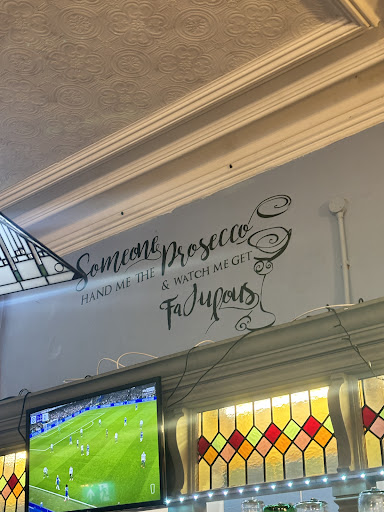 Someone
HAND ME THE Prosecco
& WATCH ME GET
Fabulous